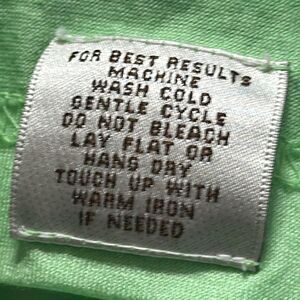 FOR BEST RESULTS
MACHINE
WASH COLD
GENTLE CYCLE
DO NOT BLEACH
LAY FLAT OR
HANG DRY
TOUCH UP WITH
WARM IRON
IF NEEDED